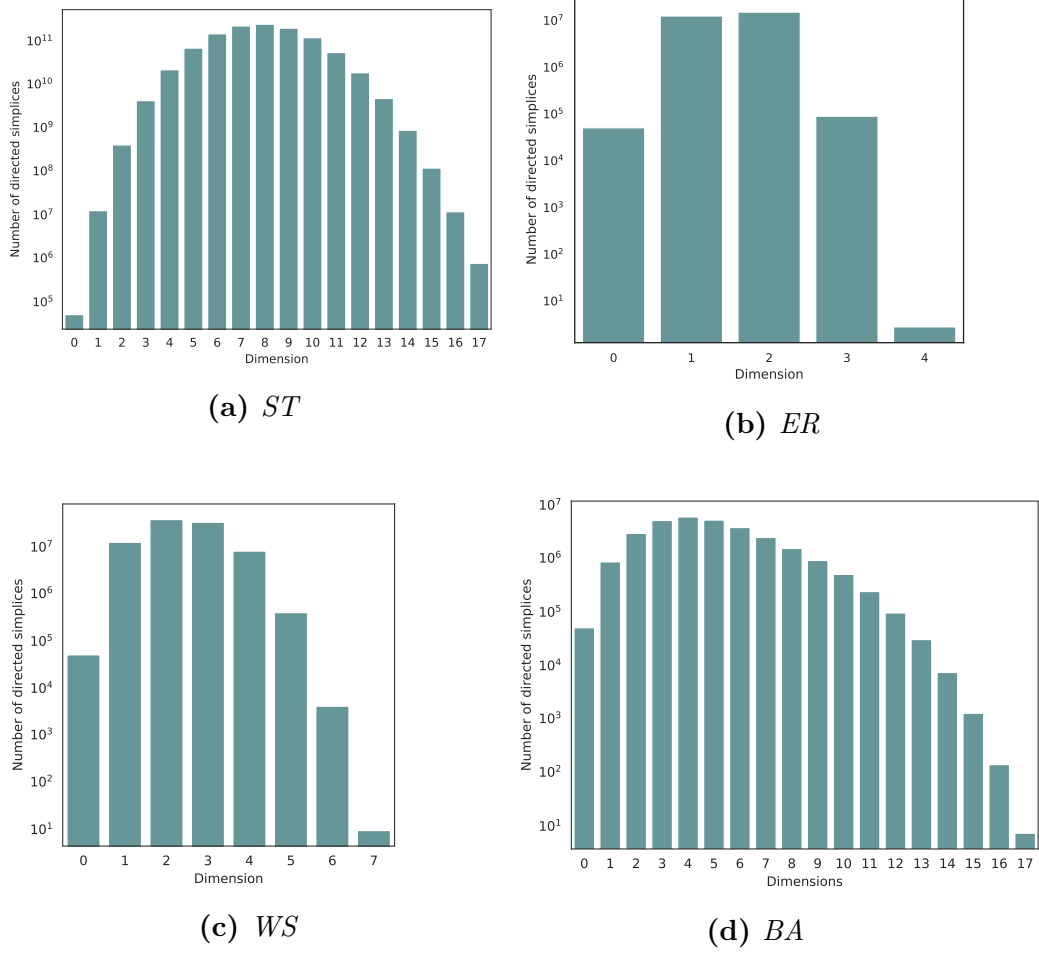 Number of directed simplices
10^11
10^10
10^9
10^8
10^7
10^6
10^5
0 1 2 3 4 5 6 7 8 9 10 11 12 13 14 15 16 17
Dimension
(a) ST
Number of directed simplices
10^7
10^6
10^5
10^4
10^3
10^2
10^1
0 1 2 3 4
Dimension
(b) ER
Number of directed simplices
10^7
10^6
10^5
10^4
10^3
10^2
10^1
0 1 2 3 4 5 6 7
Dimension
(c) WS
Number of directed simplices
10^7
10^6
10^5
10^4
10^3
10^2
10^1
0 1 2 3 4 5 6 7 8 9 10 11 12 13 14 15 16 17
Dimensions
(d) BA